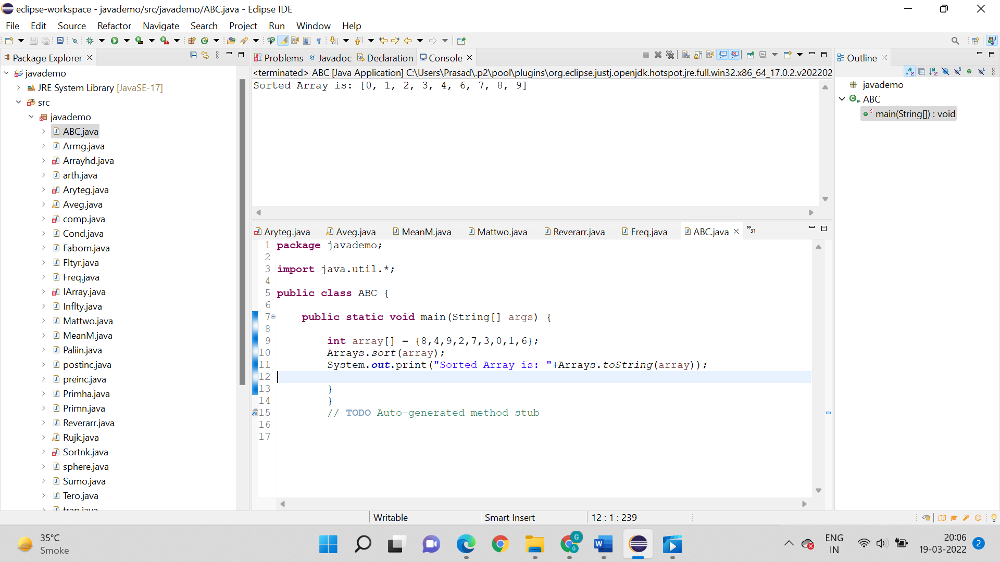 eclipse-workspace - javademo/src/javademo/ABC.java - Eclipse IDE
File Edit Source Refactor Navigate Search Project Run Window Help
Package Explorer
javademo
JRE System Library [JavaSE-17]
src
javademo
ABC.java
Armg.java
Arrayhd.java
arth.java
Aryteg.java
Aveg.java
comp.java
Cond.java
Fabom.java
Fltyr.java
Freq.java
IArray.java
Inflty.java
Mattwo.java
MeanM.java
Paliin.java
postinc.java
preinc.java
Primha.java
Primn.java
Reverarr.java
Rujk.java
Sortnk.java
sphere.java
Sumo.java
Tero.java
trap.java
Problems Javadoc Declaration Console
<terminated> ABC [Java Application] C:\Users\Prasad\.p2\pool\plugins\org.eclipse.justj.openjdk.hotspot.jre.full.win32.x86_64_17.0.2.v202202
Sorted Array is: [0, 1, 2, 3, 4, 6, 7, 8, 9]
Aryteg.java Aveg.java MeanM.java Mattwo.java Reverarr.java Freq.java ABC.java »31
1 package javademo;
2
3 import java.util.*;
4
5 public class ABC {
6
7 public static void main(String[] args) {
8
9 int array[] = {8,4,9,2,7,3,0,1,6};
10 Arrays.sort(array);
11 System.out.print("Sorted Array is: "+Arrays.toString(array));
12
13 }
14 }
15 // TODO Auto-generated method stub
16
17
Outline
javademo
ABC
main(String[]) : void
Writable Smart Insert 12 : 1 : 239
35°C
Smoke
ENG
IN
20:06
19-03-2022
2